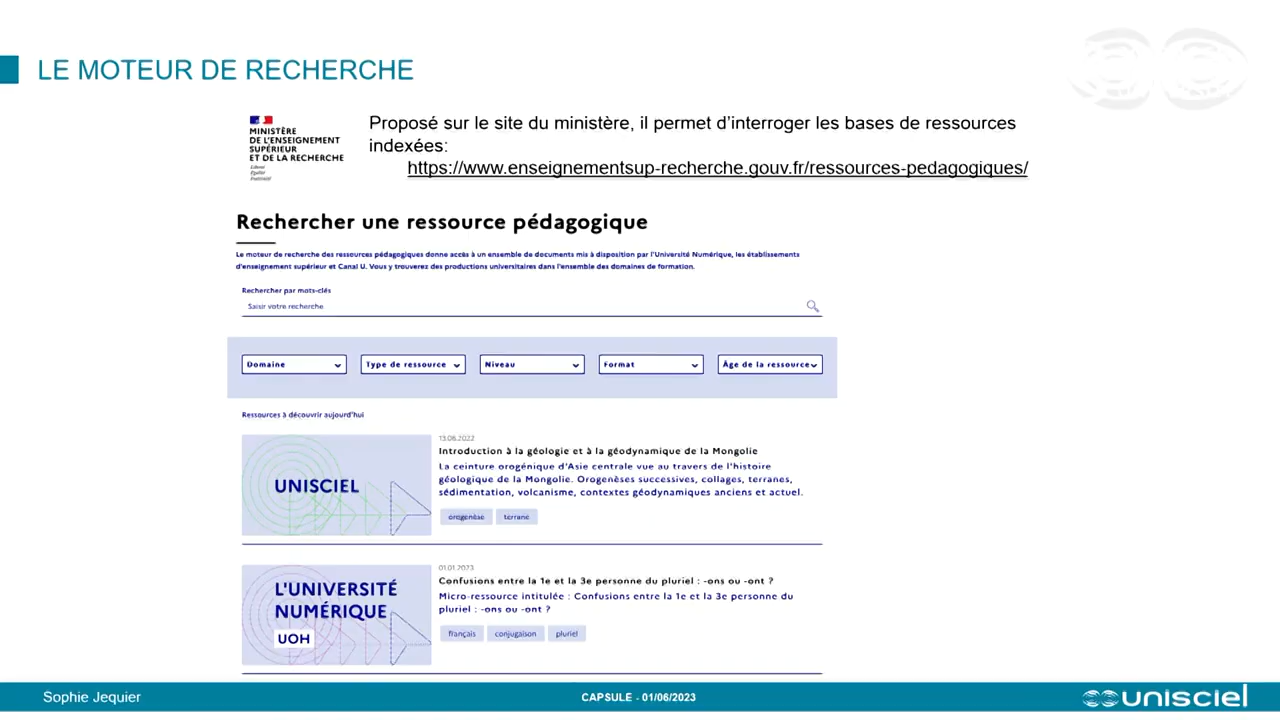 LE MOTEUR DE RECHERCHE
MINISTÈRE
DE L'ENSEIGNEMENT
SUPÉRIEUR
ET DE LA RECHERCHE
Liberté
Égalité
Fraternité
Proposé sur le site du ministère, il permet d’interroger les bases de ressources
indexées:
https://www.enseignementsup-recherche.gouv.fr/ressources-pedagogiques/
Rechercher une ressource pédagogique
Le moteur de recherche des ressources pédagogiques donne accès à un ensemble de documents mis à disposition par l'Université Numérique, les établissements
d'enseignement supérieur et Canal U. Vous y trouverez des productions universitaires dans l'ensemble des domaines de formation.
Rechercher par mots-clés
Saisir votre recherche
Domaine
Type de ressource
Niveau
Format
Âge de la ressource
Ressources à découvrir aujourd'hui
UNISCIEL
13.06.2022
Introduction à la géologie et à la géodynamique de la Mongolie
La ceinture orogénique d'Asie centrale vue au travers de l'histoire
géologique de la Mongolie. Orogenèses successives, collages, terranes,
sédimentation, volcanisme, contextes géodynamiques anciens et actuel.
orogenèse
terrane
L'UNIVERSITÉ
NUMÉRIQUE
UOH
01.01.2023
Confusions entre la 1e et la 3e personne du pluriel : -ons ou -ont ?
Micro-ressource intitulée : Confusions entre la 1e et la 3e personne du
pluriel : -ons ou -ont ?
français
conjugaison
pluriel
Sophie Jequier
CAPSULE - 01/06/2023
unisciel